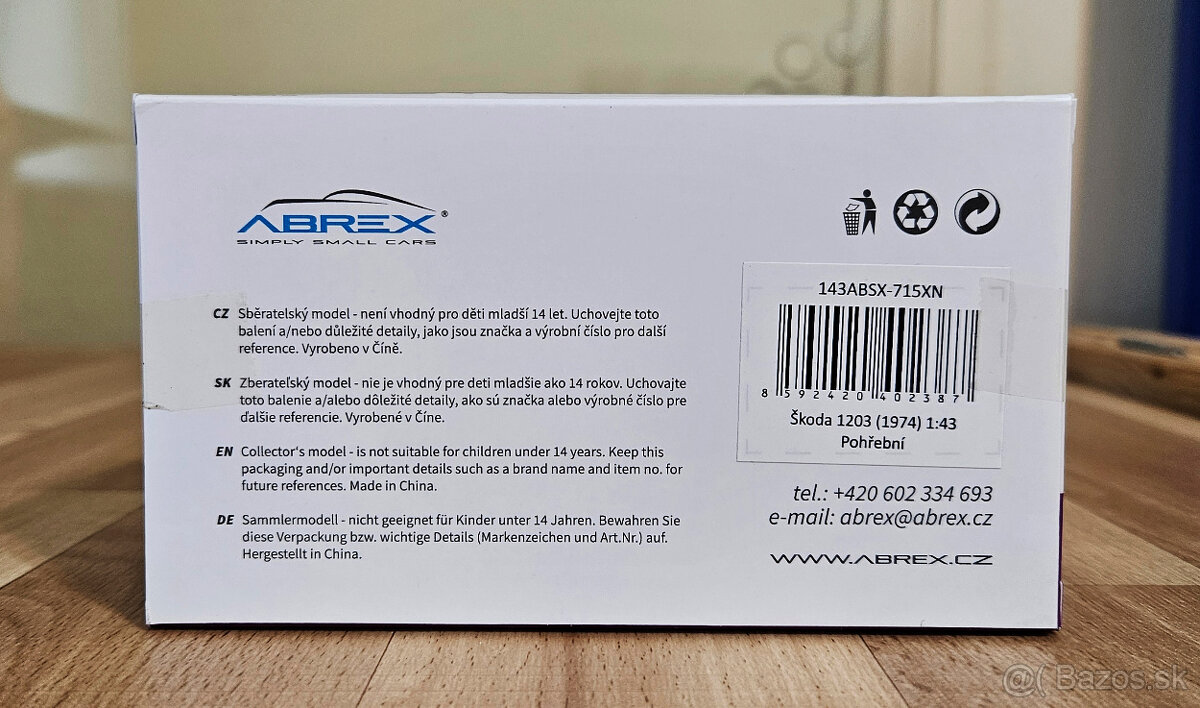 ABREX®
SIMPLY SMALL CARS
CZ Sběratelský model - není vhodný pro děti mladší 14 let. Uchovejte toto
balení a/nebo důležité detaily, jako jsou značka a výrobní číslo pro další
reference. Vyrobeno v Číně.
SK Zberateľský model - nie je vhodný pre deti mladšie ako 14 rokov. Uchovajte
toto balenie a/alebo dôležité detaily, ako sú značka alebo výrobné číslo pre
ďalšie referencie. Vyrobené v Číne.
EN Collector's model - is not suitable for children under 14 years. Keep this
packaging and/or important details such as a brand name and item no. for
future references. Made in China.
DE Sammlermodell - nicht geeignet für Kinder unter 14 Jahren. Bewahren Sie
diese Verpackung bzw. wichtige Details (Markenzeichen und Art.Nr.) auf.
Hergestellt in China.
143ABSX-715XN
8 592420 402387
Škoda 1203 (1974) 1:43
Pohřební
tel.: +420 602 334 693
e-mail: abrex@abrex.cz
WWW.ABREX.CZ
@( Bazos.sk